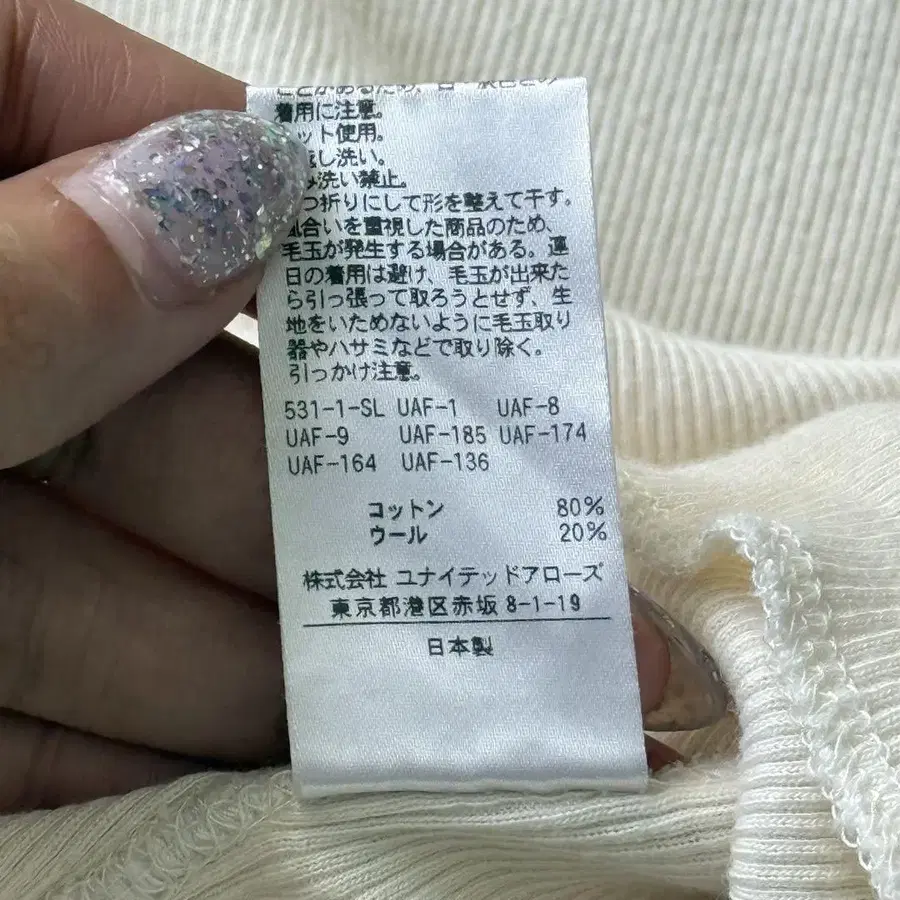 着用に注意。
ット使用。
返し洗い。
み洗い禁止。
つ折りにして形を整えて干す。
風合いを重視した商品のため、
毛玉が発生する場合がある。連
日の着用は避け、毛玉が出来た
ら引っ張って取ろうとせず、生
地をいためないように毛玉取り
器やハサミなどで取り除く。
引っかけ注意。
531-1-SL UAF-1 UAF-8
UAF-9 UAF-185 UAF-174
UAF-164 UAF-136
コットン 80%
ウール 20%
株式会社 ユナイテッドアローズ
東京都港区赤坂 8-1-19
日本製